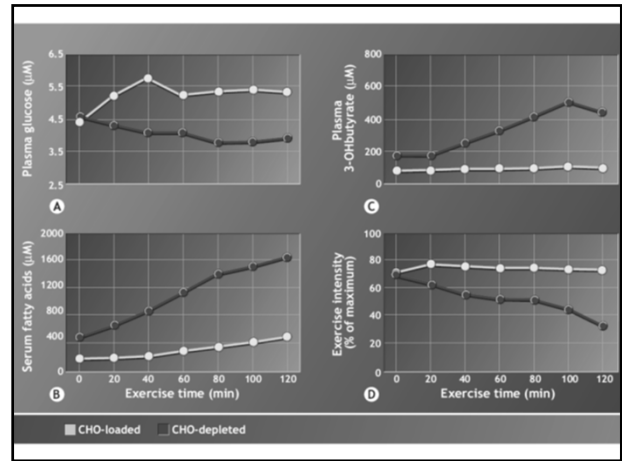 6.5
5.5
4.5
3.5
2.5
Plasma glucose (µM)
A
800
600
400
200
0
Plasma
3-OHbutyrate (µM)
C
2000
1600
1200
800
400
0
Serum fatty acids (µM)
0 20 40 60 80 100 120
Exercise time (min)
B
100
80
60
40
20
0
Exercise intensity
(% of maximum)
0 20 40 60 80 100 120
Exercise time (min)
D
CHO-loaded CHO-depleted